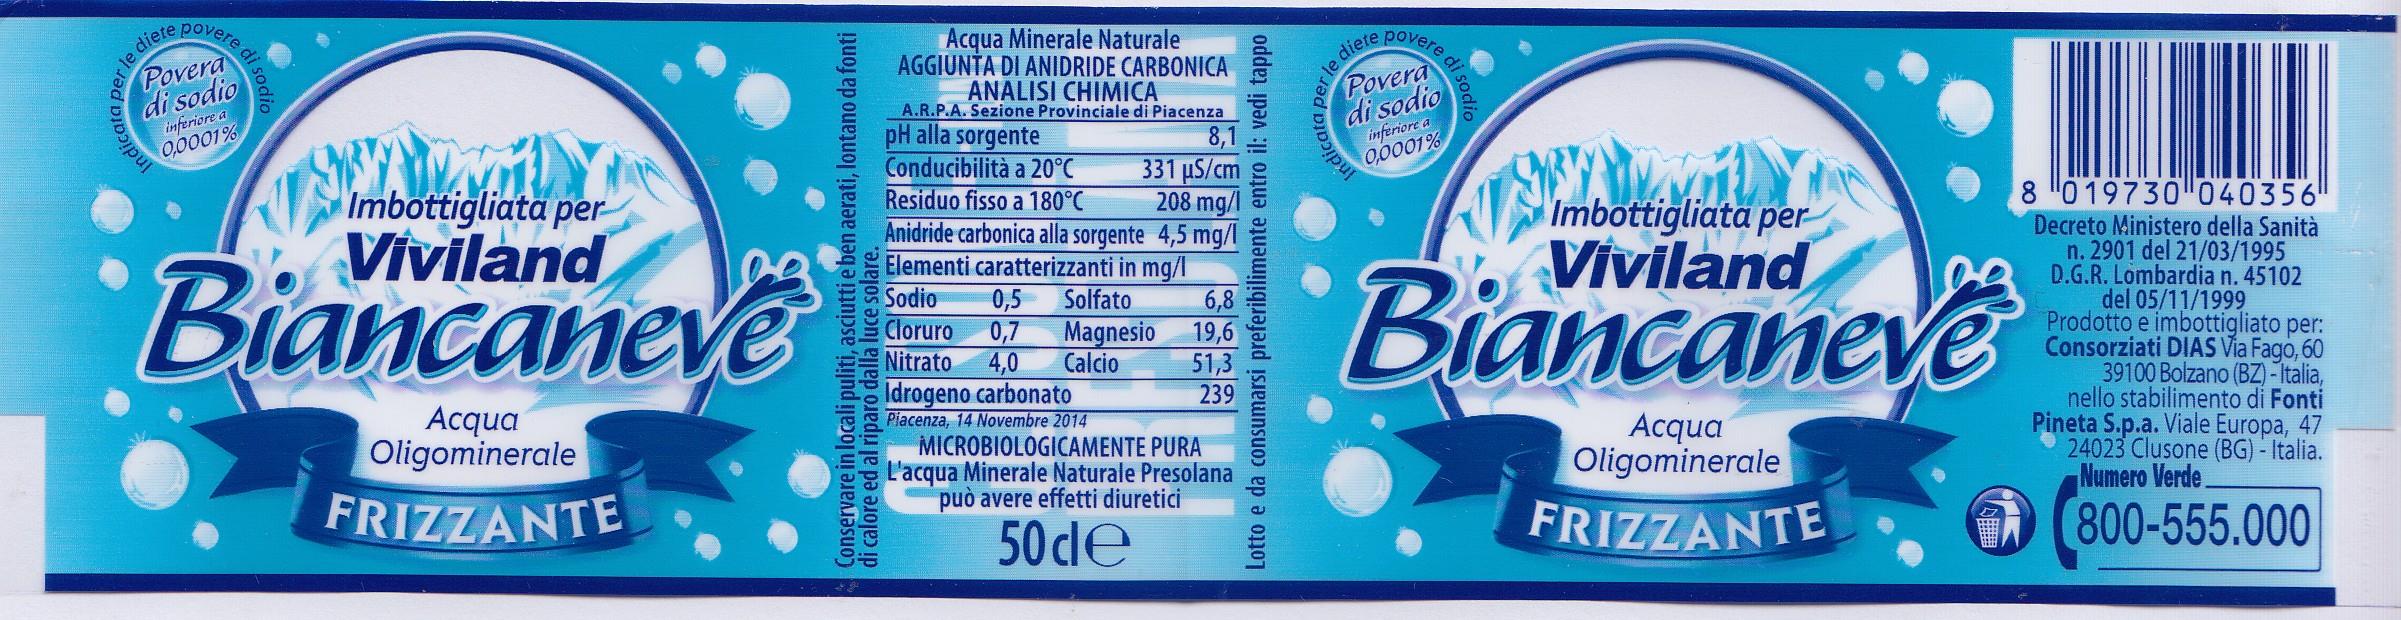 Indicata per le diete povere di sodio
Povera
di sodio
inferiore a
0,0001%
Imbottigliata per
Viviland
Biancaneve
Acqua
Oligominerale
FRIZZANTE
Conservare in locali puliti, asciutti e ben aerati, lontano da fonti
di calore ed al riparo dalla luce solare.
Acqua Minerale Naturale
AGGIUNTA DI ANIDRIDE CARBONICA
ANALISI CHIMICA
A.R.P.A. Sezione Provinciale di Piacenza
pH alla sorgente 8,1
Conducibilità a 20°C 331 µS/cm
Residuo fisso a 180°C 208 mg/l
Anidride carbonica alla sorgente 4,5 mg/l
Elementi caratterizzanti in mg/l
Sodio 0,5 Solfato 6,8
Cloruro 0,7 Magnesio 19,6
Nitrato 4,0 Calcio 51,3
Idrogeno carbonato 239
Piacenza, 14 Novembre 2014
MICROBIOLOGICAMENTE PURA
L'acqua Minerale Naturale Presolana
può avere effetti diuretici
50 cl e
Lotto e da consumarsi preferibilmente entro il: vedi tappo
Indicata per le diete povere di sodio
Povera
di sodio
inferiore a
0,0001%
Imbottigliata per
Viviland
Biancaneve
Acqua
Oligominerale
FRIZZANTE
8 019730 040356
Decreto Ministero della Sanità
n. 2901 del 21/03/1995
D.G.R. Lombardia n. 45102
del 05/11/1999
Prodotto e imbottigliato per:
Consorziati DIAS Via Fago, 60
39100 Bolzano (BZ) - Italia,
nello stabilimento di Fonti
Pineta S.p.a. Viale Europa, 47
24023 Clusone (BG) - Italia.
Numero Verde
800-555.000